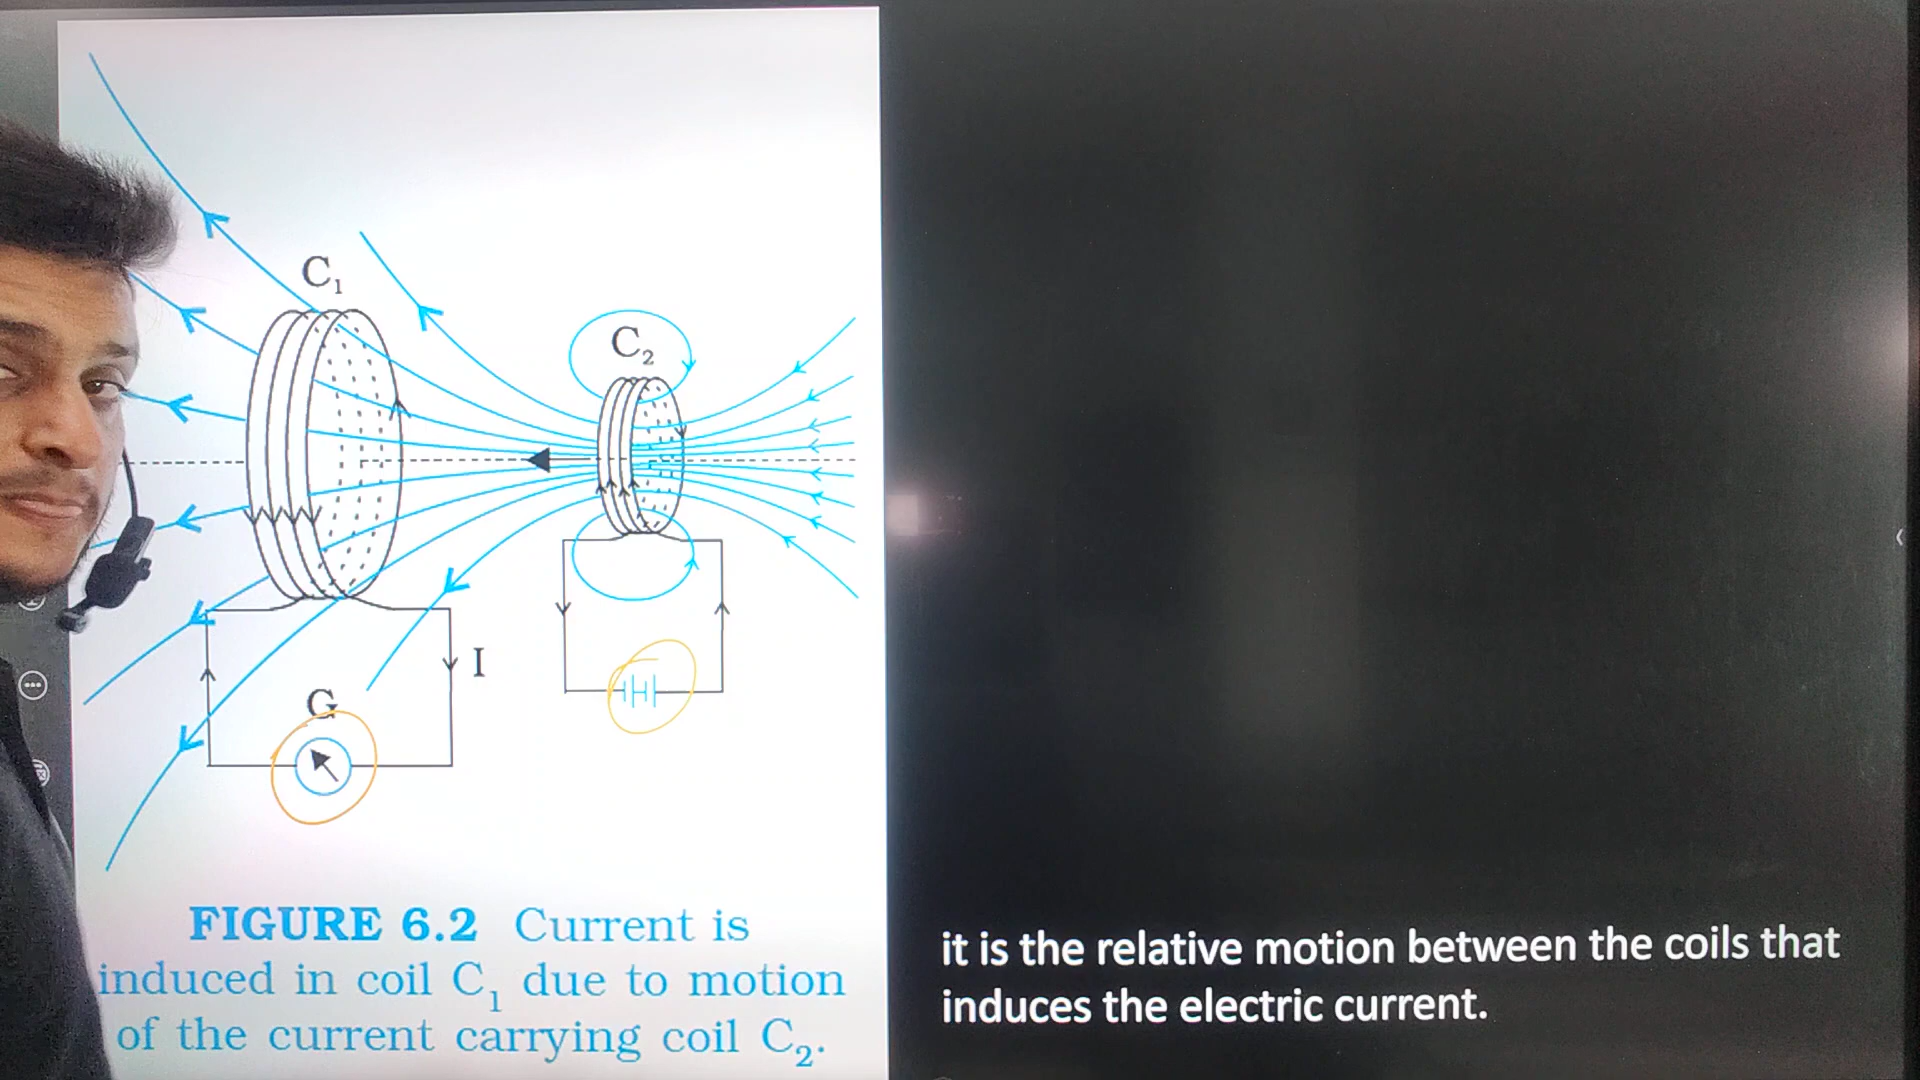 C₁
C₂
I
G
FIGURE 6.2 Current is
induced in coil C₁ due to motion
of the current carrying coil C₂.
it is the relative motion between the coils that
induces the electric current.